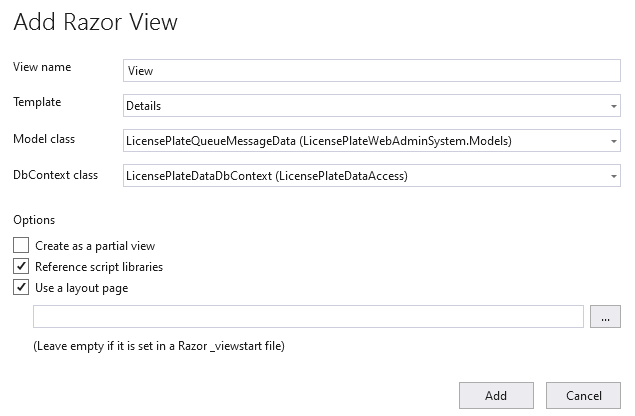 Add Razor View
View name View
Template Details
Model class LicensePlateQueueMessageData (LicensePlateWebAdminSystem.Models)
DbContext class LicensePlateDataDbContext (LicensePlateDataAccess)
Options
Create as a partial view
Reference script libraries
Use a layout page
...
(Leave empty if it is set in a Razor _viewstart file)
Add Cancel